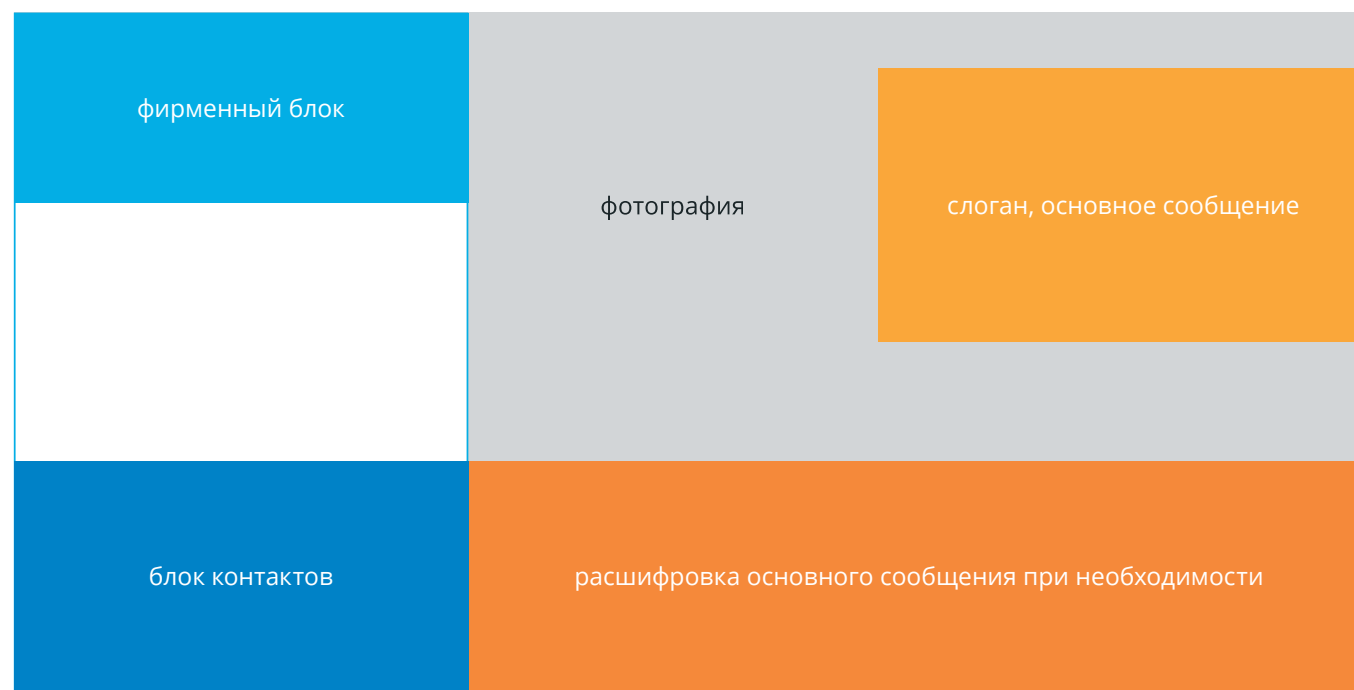 фирменный блок
фотография
слоган, основное сообщение
блок контактов
расшифровка основного сообщения при необходимости